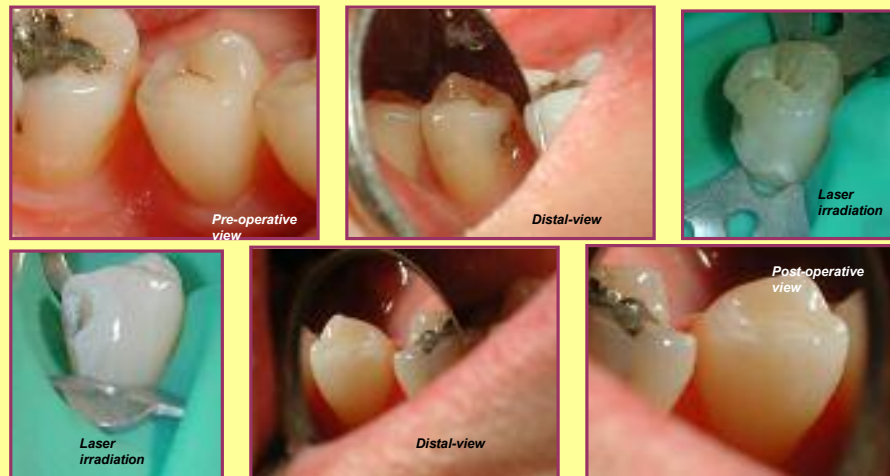 Pre-operative
view
Distal-view
Laser
irradiation
Laser
irradiation
Distal-view
Post-operative
view